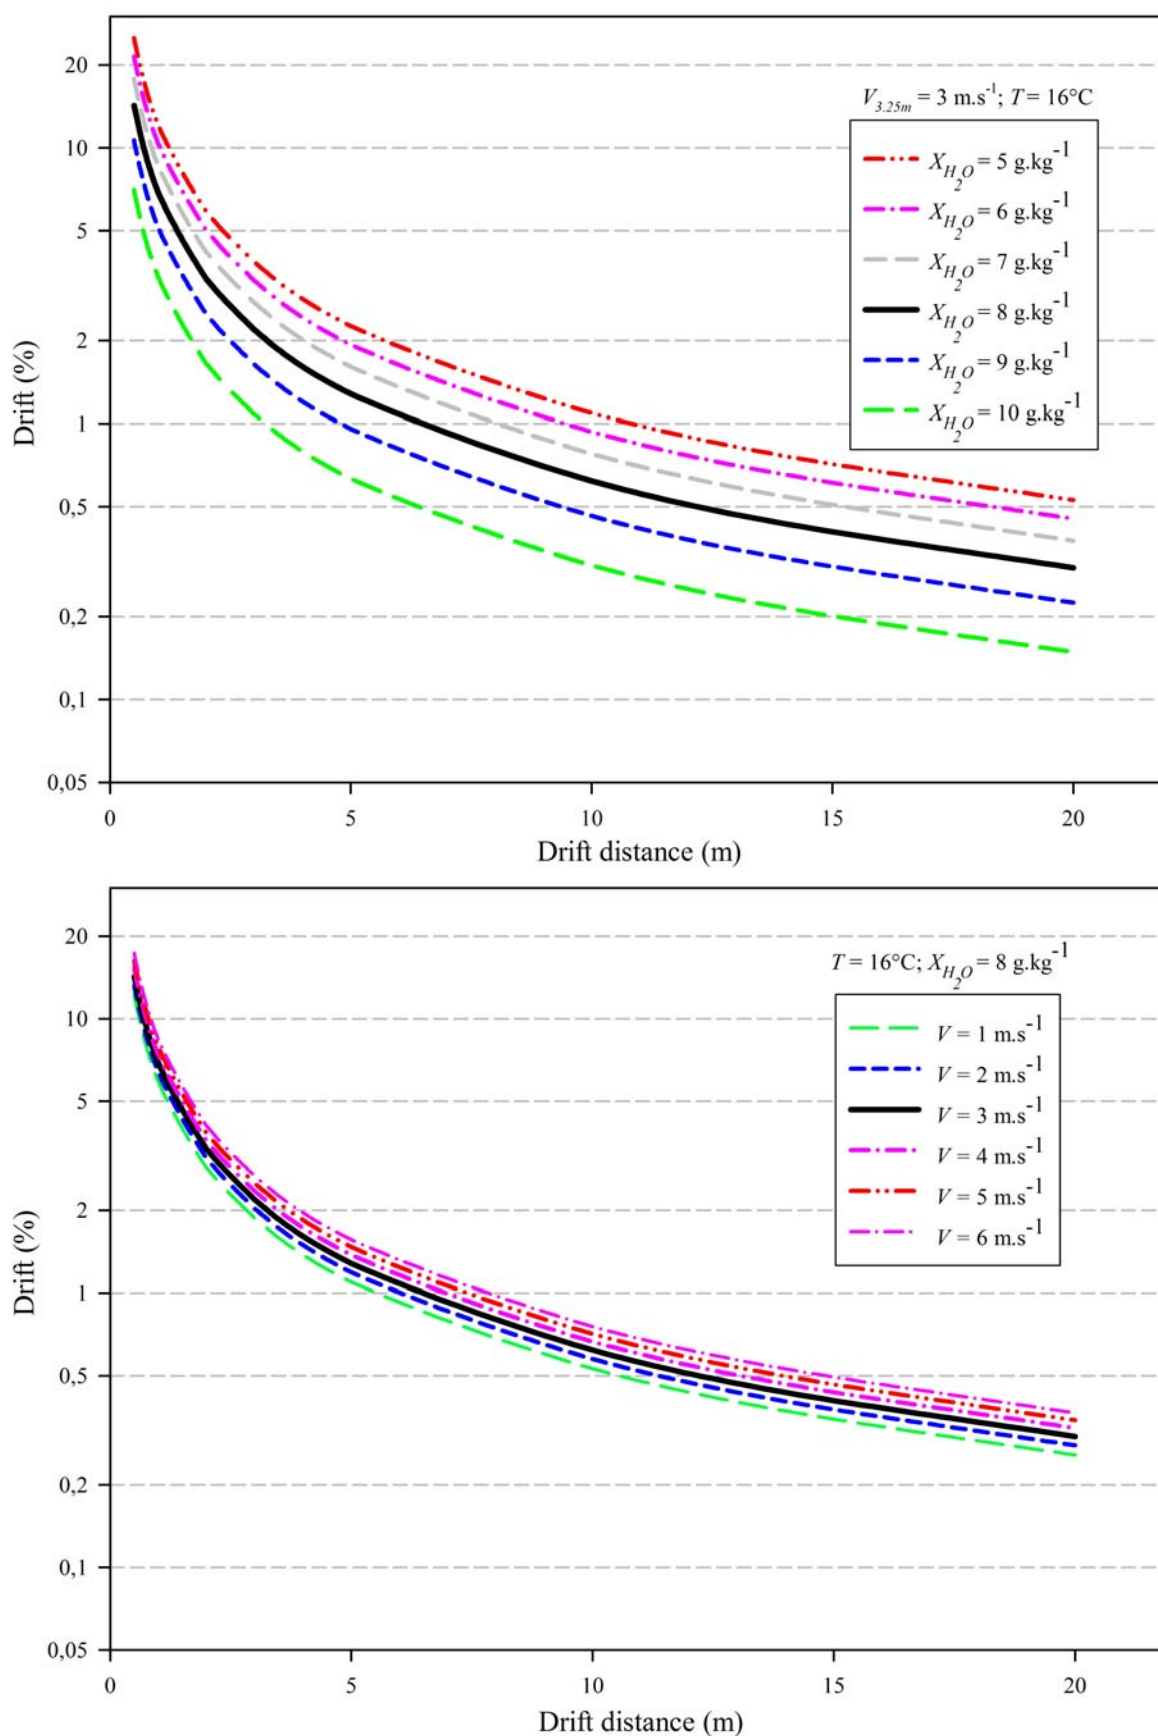 20
10
5
2
1
0.5
0.2
0,1
0,05
Drift (%)
V3.25m = 3 m.s-1; T = 16°C
XH2O = 5 g.kg-1
XH2O = 6 g.kg-1
XH2O = 7 g.kg-1
XH2O = 8 g.kg-1
XH2O = 9 g.kg-1
XH2O = 10 g.kg-1
0 5 10 15 20
Drift distance (m)
20
10
5
2
1
0.5
0,2
0,1
0,05
Drift (%)
T = 16°C; XH2O = 8 g.kg-1
V = 1 m.s-1
V = 2 m.s-1
V = 3 m.s-1
V = 4 m.s-1
V = 5 m.s-1
V = 6 m.s-1
0 5 10 15 20
Drift distance (m)